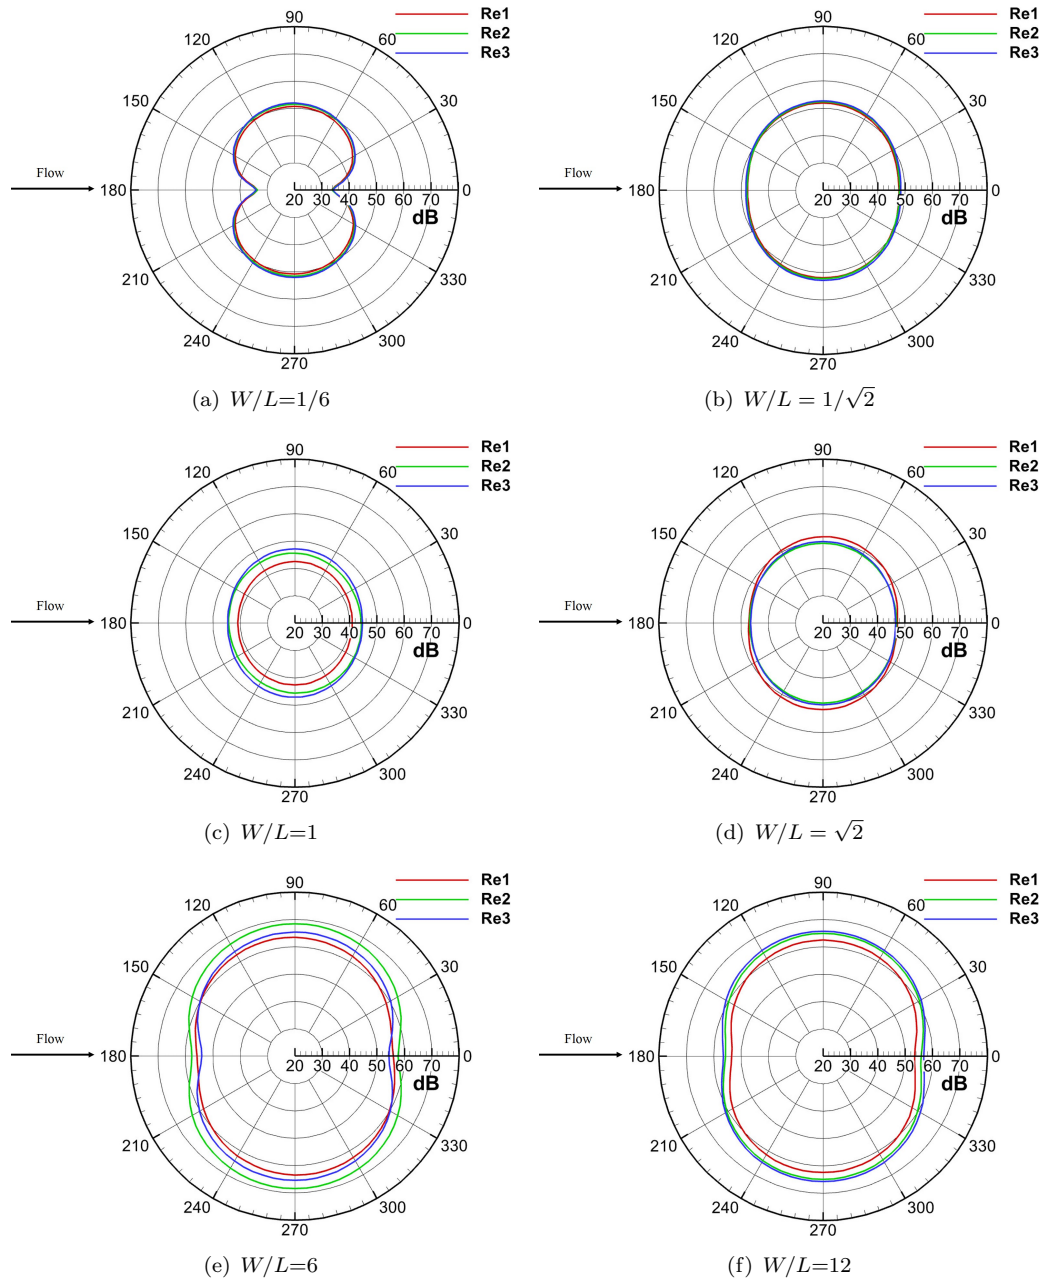 90
120
60
150
30
Flow
180
20 30 40 50 60 70 0
dB
210
330
240
300
270
Re1
Re2
Re3
(a) W/L=1/6
90
120
60
150
30
Flow
180
20 30 40 50 60 70 0
dB
210
330
240
300
270
Re1
Re2
Re3
(b) W/L = 1/√2
90
120
60
150
30
Flow
180
20 30 40 50 60 70 0
dB
210
330
240
300
270
Re1
Re2
Re3
(c) W/L=1
90
120
60
150
30
Flow
180
20 30 40 50 60 70 0
dB
210
330
240
300
270
Re1
Re2
Re3
(d) W/L = √2
90
120
60
150
30
Flow
180
20 30 40 50 60 70 0
dB
210
330
240
300
270
Re1
Re2
Re3
(e) W/L=6
90
120
60
150
30
Flow
180
20 30 40 50 60 70 0
dB
210
330
240
300
270
Re1
Re2
Re3
(f) W/L=12